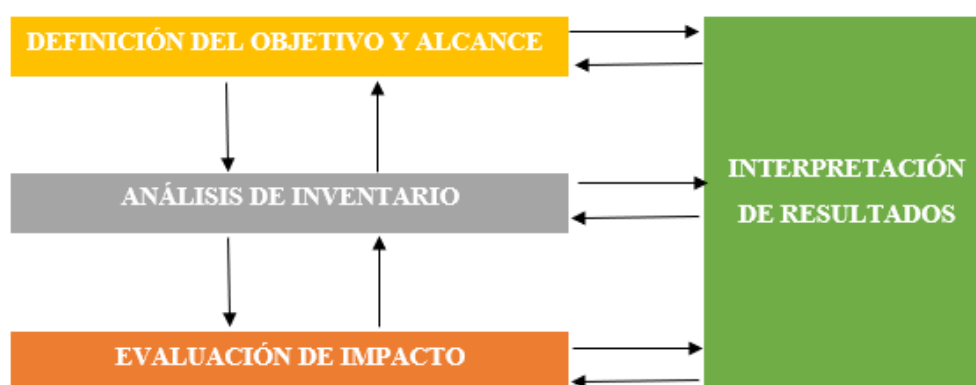 DEFINICIÓN DEL OBJETIVO Y ALCANCE
ANÁLISIS DE INVENTARIO
EVALUACIÓN DE IMPACTO
INTERPRETACIÓN
DE RESULTADOS